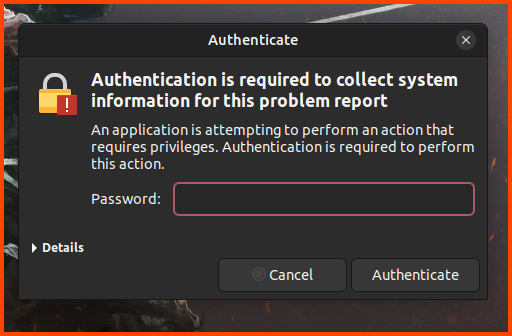 Authenticate
Authentication is required to collect system
information for this problem report
An application is attempting to perform an action that
requires privileges. Authentication is required to perform
this action.
Password:
Details
Cancel
Authenticate